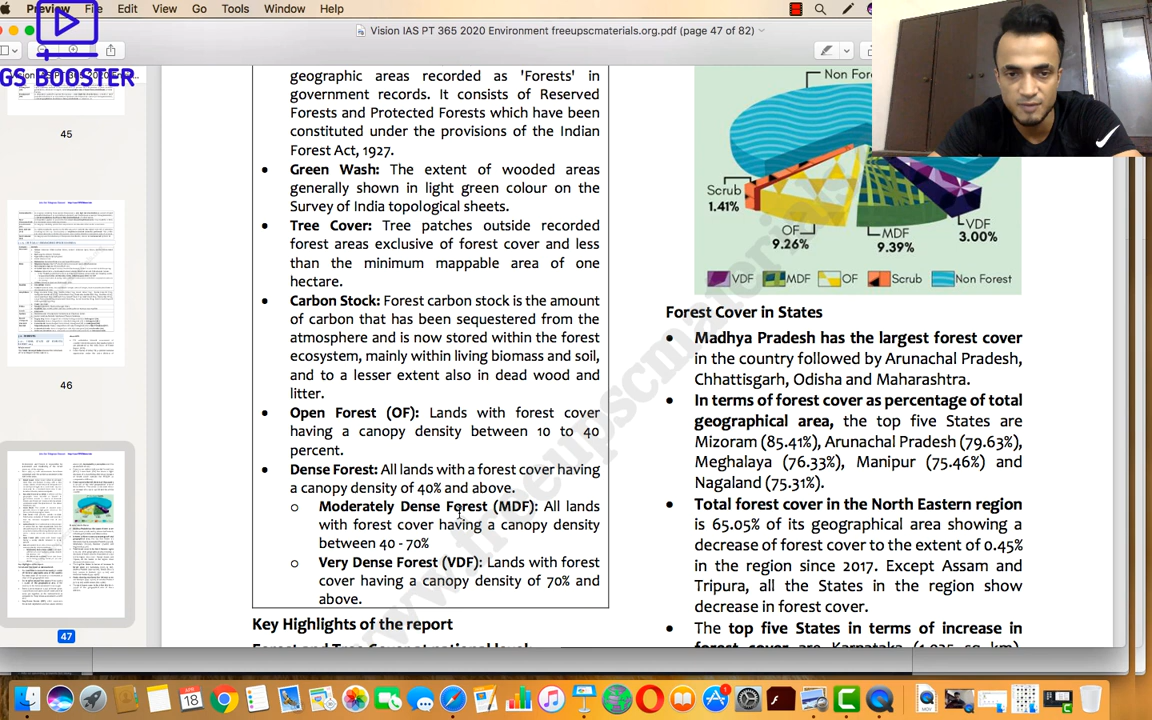 Preview File Edit View Go Tools Window Help
Vision IAS PT 365 2020 Environment freeupscmaterials.org.pdf (page 47 of 82)
GS BOOSTER
45
46
47
geographic areas recorded as 'Forests' in
government records. It consists of Reserved
Forests and Protected Forests which have been
constituted under the provisions of the Indian
Forest Act, 1927.
• Green Wash: The extent of wooded areas
generally shown in light green colour on the
Survey of India topological sheets.
• Tree Cover: Tree patches outside recorded
forest areas exclusive of forest cover and less
than the minimum mappable area of one
hectare.
• Carbon Stock: Forest carbon stock is the amount
of carbon that has been sequestered from the
atmosphere and is now stored within the forest
ecosystem, mainly within living biomass and soil,
and to a lesser extent also in dead wood and
litter.
• Open Forest (OF): Lands with forest cover
having a canopy density between 10 to 40
percent.
• Dense Forest: All lands with a forest cover having
a canopy density of 40% and above.
o Moderately Dense Forest (MDF): All lands
with forest cover having a canopy density
between 40 - 70%
o Very Dense Forest (VDF): Lands with forest
cover having a canopy density of 70% and
above.
Key Highlights of the report
Forest and Tree Cover at national level
Non Fore
Scrub
1.41%
OF
9.26%
MDF
9.39%
VDF
3.00%
VDF MDF OF Scrub Non Forest
Forest Cover in States
• Madhya Pradesh has the largest forest cover
in the country followed by Arunachal Pradesh,
Chhattisgarh, Odisha and Maharashtra.
• In terms of forest cover as percentage of total
geographical area, the top five States are
Mizoram (85.41%), Arunachal Pradesh (79.63%),
Meghalaya (76.33%), Manipur (75.46%) and
Nagaland (75.31%).
• Total forest cover in the North Eastern region
is 65.05% of its geographical area showing a
decrease of forest cover to the extent of 0.45%
in the region since 2017. Except Assam and
Tripura, all the States in the region show
decrease in forest cover.
• The top five States in terms of increase in
forest cover are Karnataka (1,025 sq km)